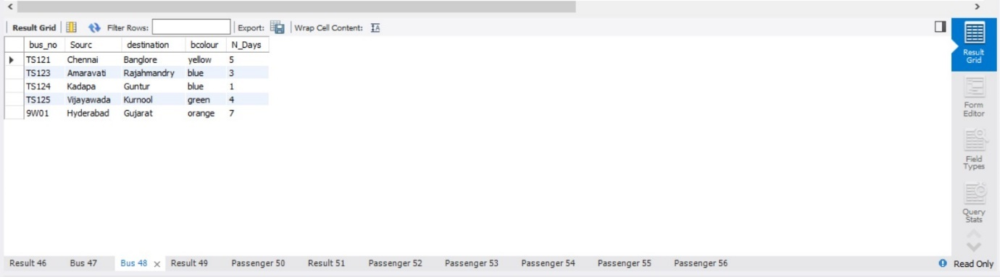 Result Grid Filter Rows: Export: Wrap Cell Content:
bus_no Sourc destination bcolour N_Days
TS121 Chennai Banglore yellow 5
TS123 Amaravati Rajahmandry blue 3
TS124 Kadapa Guntur blue 1
TS125 Vijayawada Kurnool green 4
9W01 Hyderabad Gujarat orange 7
Result
Grid
Form
Editor
Field
Types
Query
Stats
Result 46 Bus 47 Bus 48 Result 49 Passenger 50 Result 51 Passenger 52 Passenger 53 Passenger 54 Passenger 55 Passenger 56 Read Only